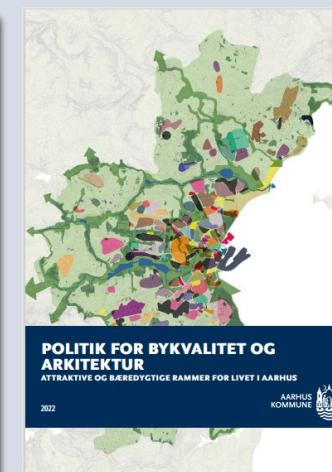 POLITIK FOR BYKVALITET OG
ARKITEKTUR
ATTRAKTIVE OG BÆREDYGTIGE RAMMER FOR LIVET I AARHUS
2022
AARHUS
KOMMUNE